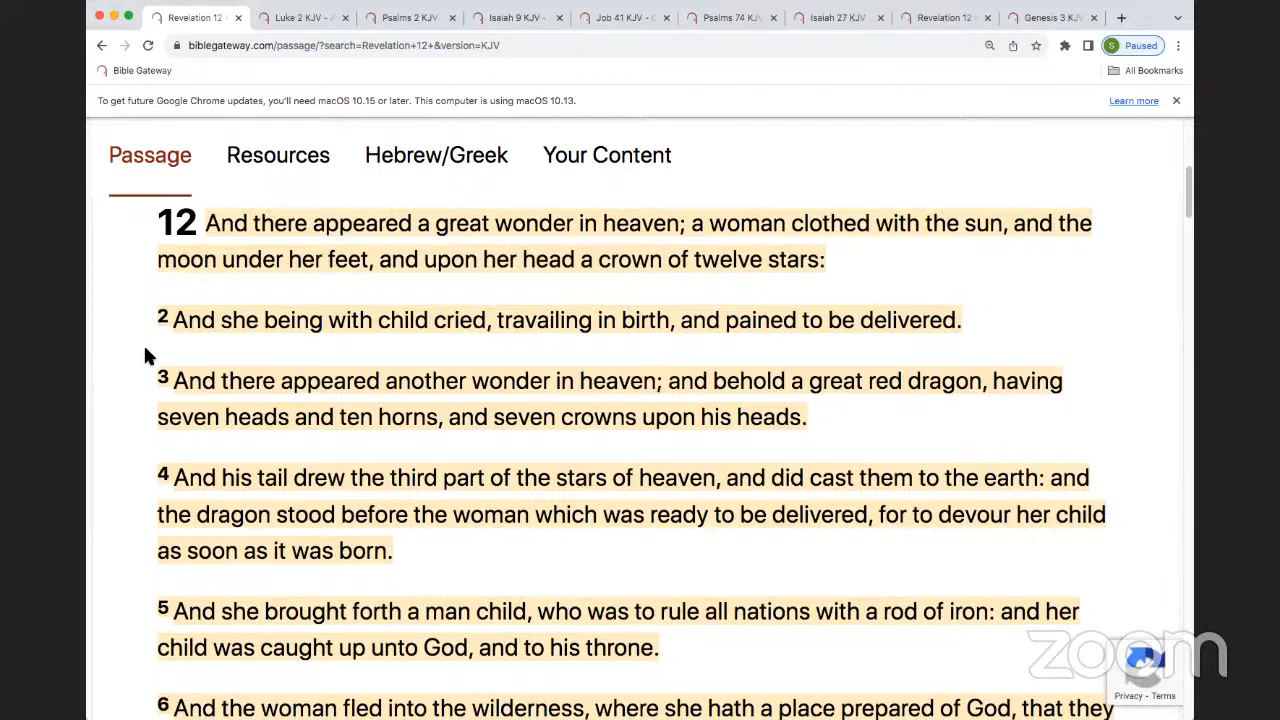 Revelation 12 Luke 2 KJV - Psalms 2 KJV Isaiah 9 KJV - Job 41 KJV - Psalms 74 KJV Isaiah 27 KJV Revelation 12 Genesis 3 KJV
biblegateway.com/passage/?search=Revelation+12+&version=KJV S Paused
Bible Gateway All Bookmarks
To get future Google Chrome updates, you'll need macOS 10.15 or later. This computer is using macOS 10.13. Learn more
Passage Resources Hebrew/Greek Your Content
12 And there appeared a great wonder in heaven; a woman clothed with the sun, and the
moon under her feet, and upon her head a crown of twelve stars:
2 And she being with child cried, travailing in birth, and pained to be delivered.
3 And there appeared another wonder in heaven; and behold a great red dragon, having
seven heads and ten horns, and seven crowns upon his heads.
4 And his tail drew the third part of the stars of heaven, and did cast them to the earth: and
the dragon stood before the woman which was ready to be delivered, for to devour her child
as soon as it was born.
5 And she brought forth a man child, who was to rule all nations with a rod of iron: and her
child was caught up unto God, and to his throne.
zoom
Privacy - Terms
6 And the woman fled into the wilderness, where she hath a place prepared of God, that they